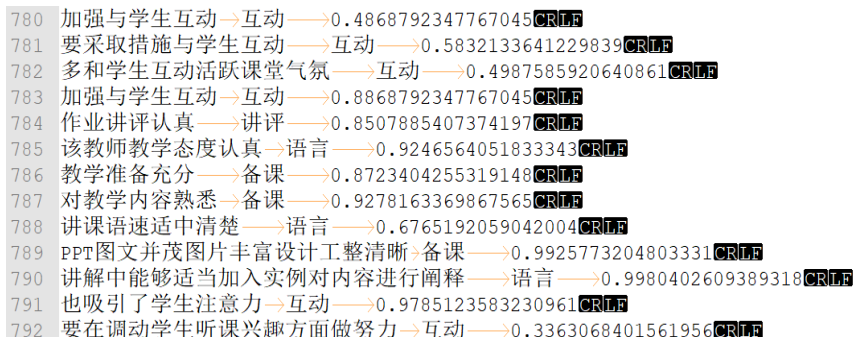 780 加强与学生互动→互动→0.4868792347767045CRLF
781 要采取措施与学生互动→互动→0.5832133641229839CRLF
782 多和学生互动活跃课堂气氛→互动→0.4987585920640861CRLF
783 加强与学生互动→互动→0.8868792347767045CRLF
784 作业讲评认真→讲评→0.8507885407374197CRLF
785 该教师教学态度认真→语言→0.9246564051833343CRLF
786 教学准备充分→备课→0.8723404255319148CRLF
787 对教学内容熟悉→备课→0.9278163369867565CRLF
788 讲课语速适中清楚→语言→0.6765192059042004CRLF
789 PPT图文并茂图片丰富设计工整清晰→备课→0.9925773204803331CRLF
790 讲解中能够适当加入实例对内容进行阐释→语言→0.9980402609389318CRLF
791 也吸引了学生注意力→互动→0.9785123583230961CRLF
792 要在调动学生听课兴趣方面做努力→互动→0.3363068401561956CRLF